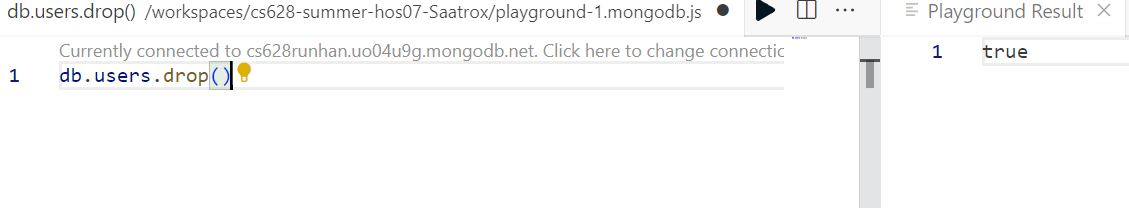 db.users.drop() /workspaces/cs628-summer-hos07-Saatrox/playground-1.mongodb.js
Playground Result
Currently connected to cs628runhan.uo04u9g.mongodb.net. Click here to change connectic
1 db.users.drop()
1 true